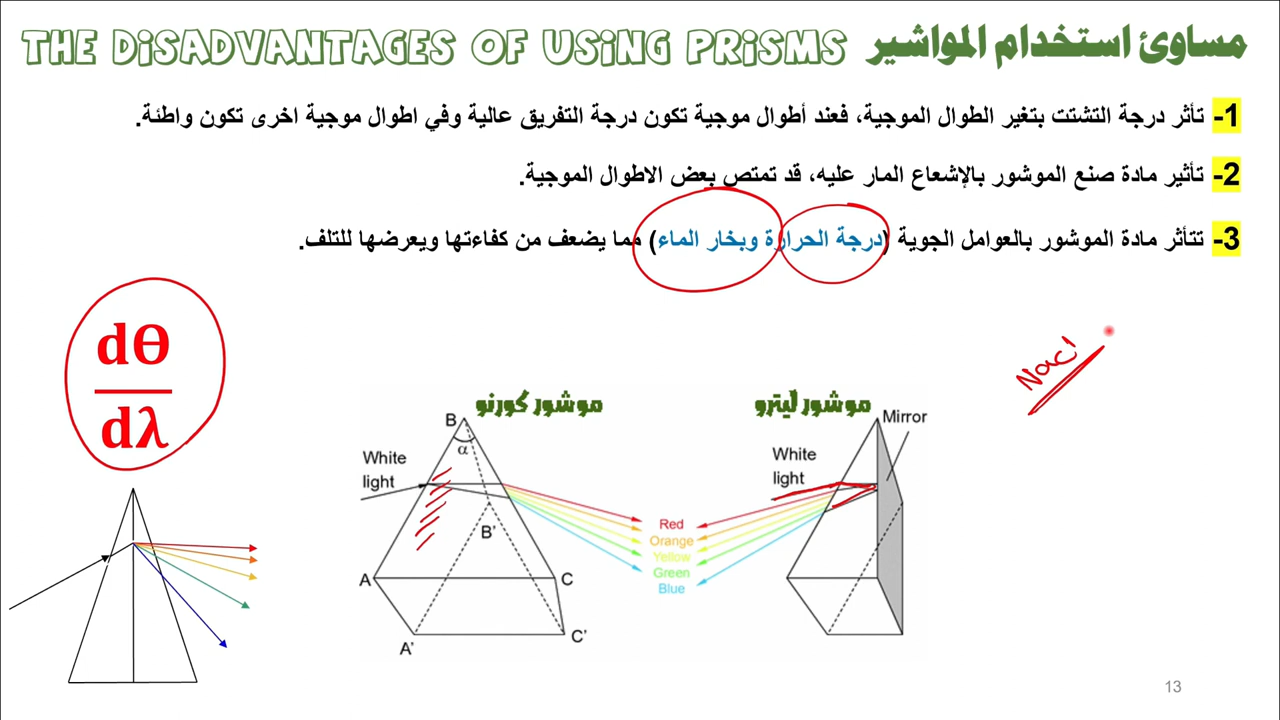 THE DISADVANTAGES OF USING PRISMS مساوئ استخدام المواشير
1- تأثر درجة التشتت بتغير الطوال الموجية، فعند أطوال موجية تكون درجة التفريق عالية وفي اطوال موجية اخرى تكون واطئة.
2- تأثير مادة صنع الموشور بالإشعاع المار عليه، قد تمتص بعض الاطوال الموجية.
3- تتأثر مادة الموشور بالعوامل الجوية (درجة الحرارة وبخار الماء) مما يضعف من كفاءتها ويعرضها للتلف.
dθ
dλ
NaCl
موشور كورنو
B
α
White
light
B'
A
C
A'
C'
Red
Orange
Yellow
Green
Blue
موشور ليترو
Mirror
White
light
13